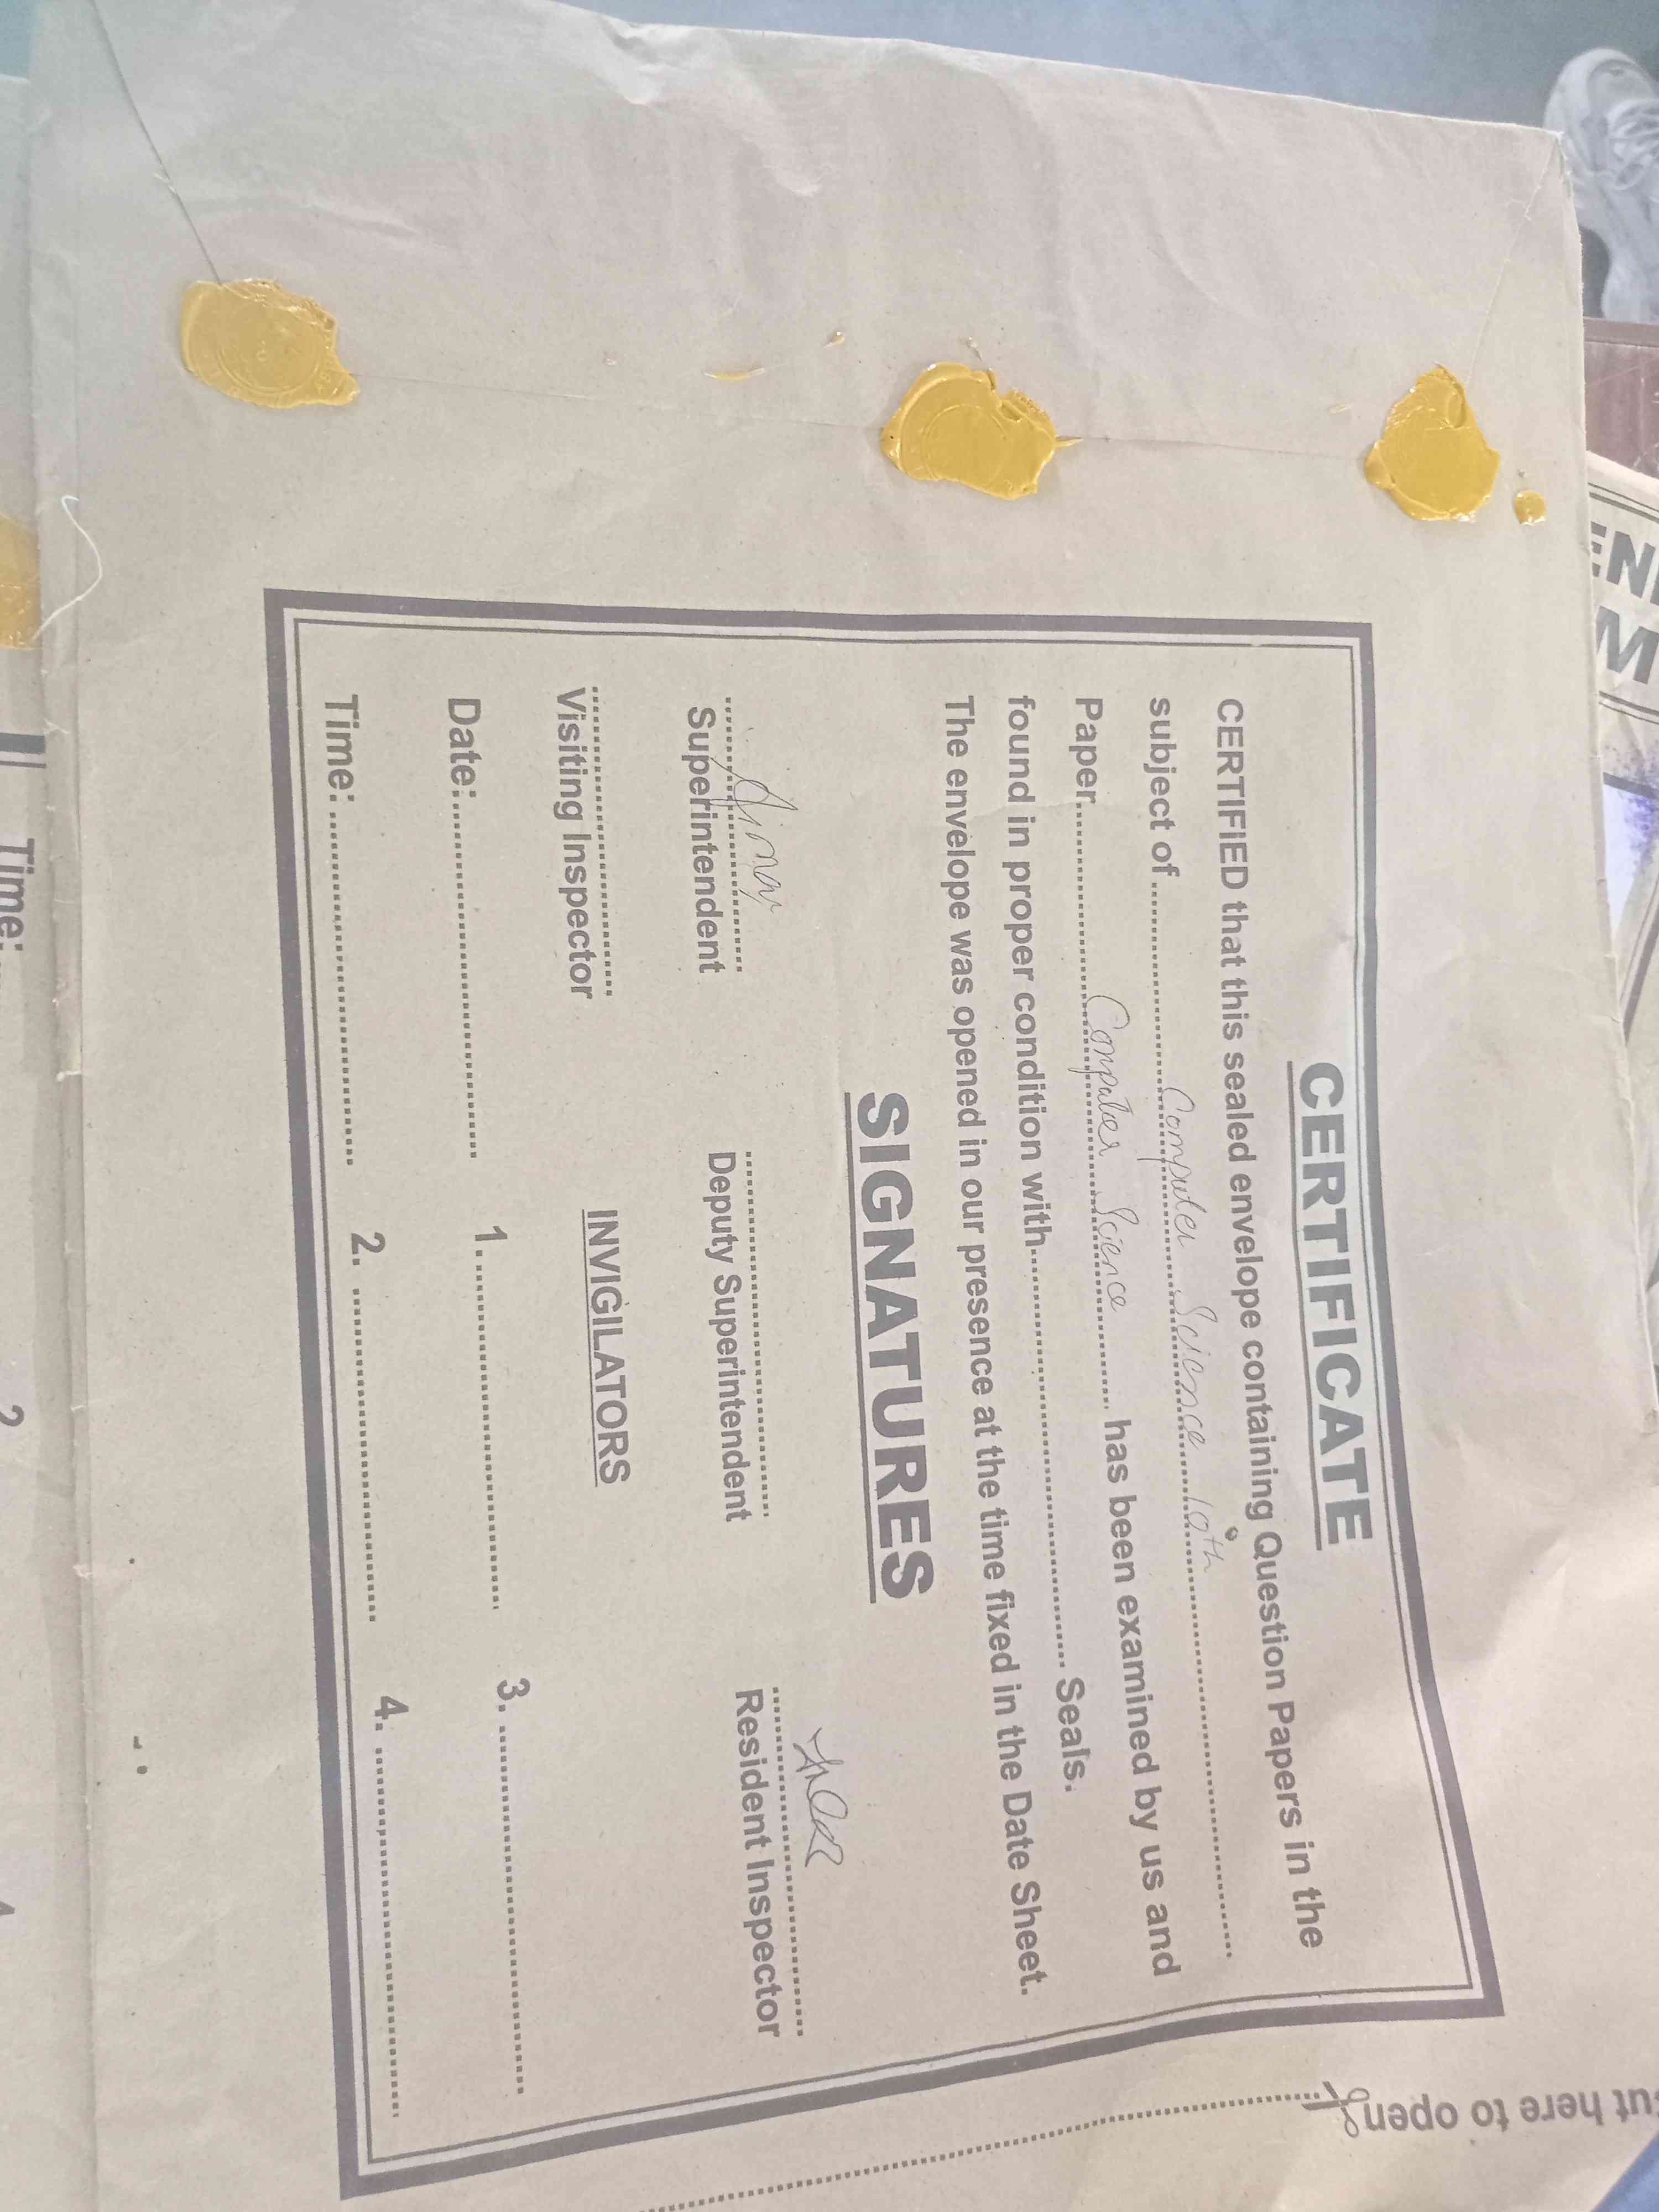 CERTIFICATE
CERTIFIED that this sealed envelope containing Question Papers in the
subject of .................. Computer Science 10th ..................
Paper.................. Computer Science .................. has been examined by us and
found in proper condition with.................................... Seals.
The envelope was opened in our presence at the time fixed in the Date Sheet.
SIGNATURES
Superintendent Deputy Superintendent Resident Inspector
Visiting Inspector INVIGILATORS
Date:.................. 1. .................. 3. ..................
Time: .................. 2. .................. 4. ..................
here to open
Time:
2